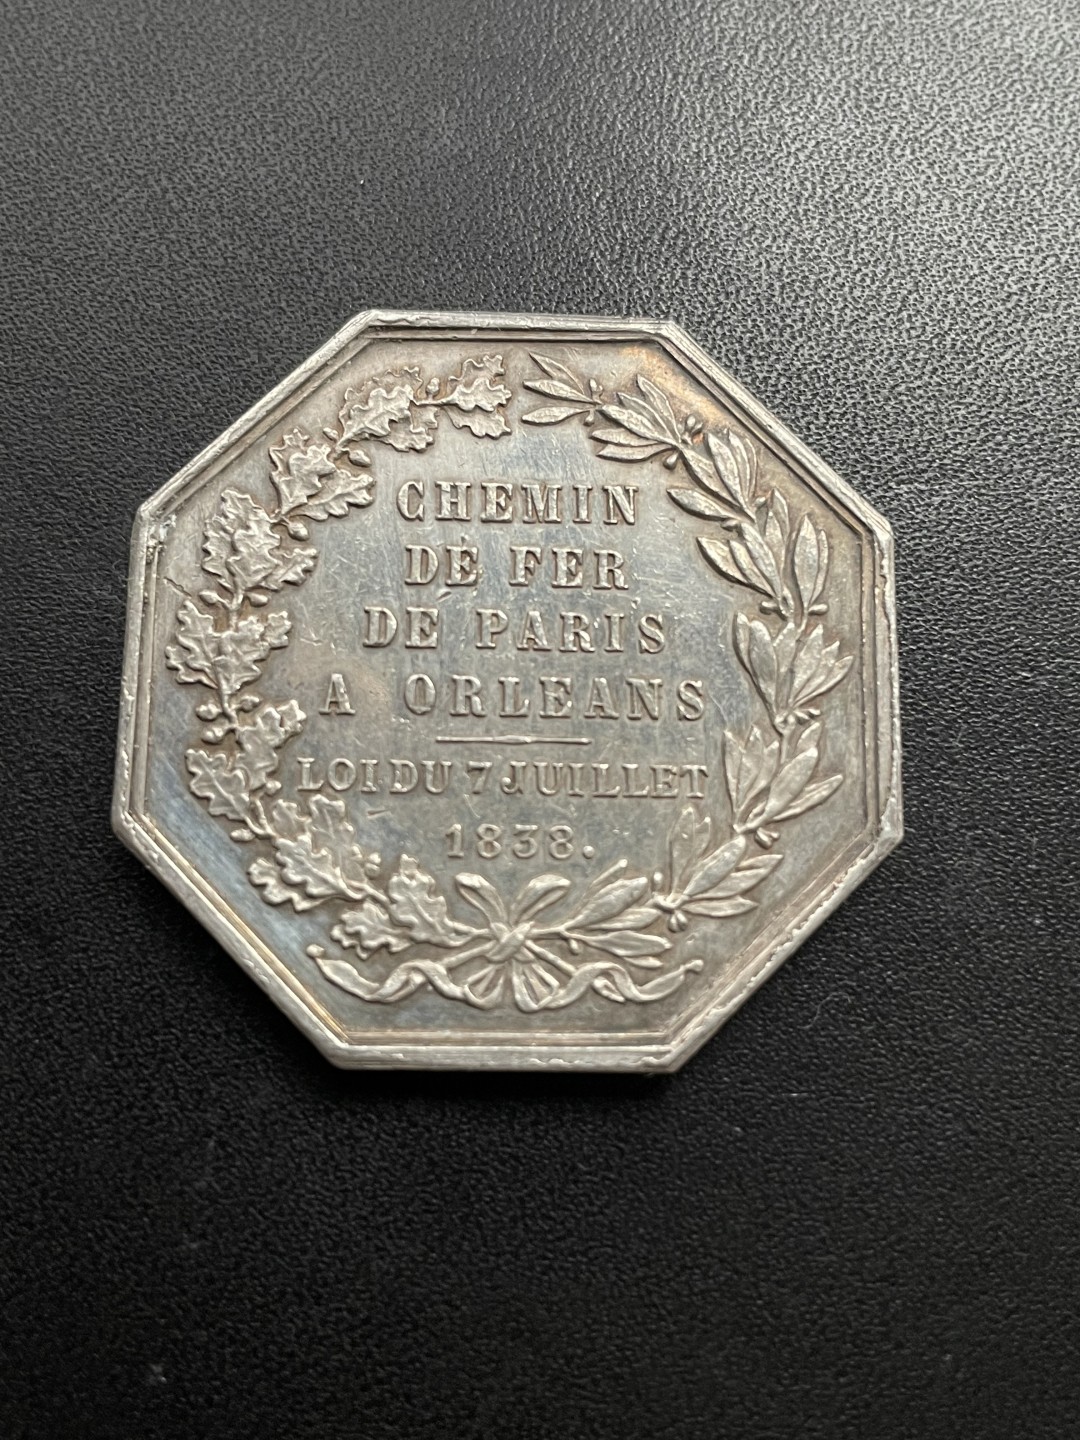 CHEMIN
DE FER
DE PARIS
A ORLEANS
LOI DU 7 JUILLET
1838.